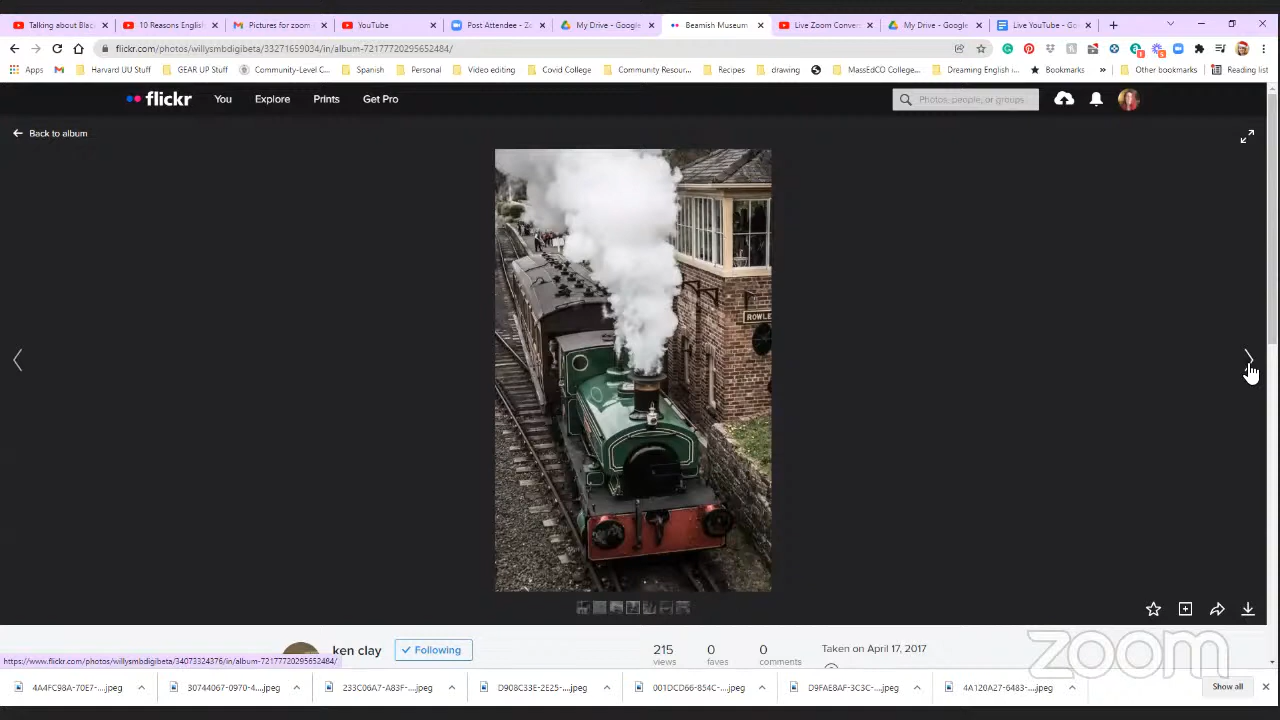 Talking about Blac
10 Reasons English
Pictures for zoom
YouTube
Post Attendee - Zo
My Drive - Google
Beamish Museum
Live Zoom Conver
My Drive - Google
Live YouTube - Go
flickr.com/photos/willysmbdigibeta/33271659034/in/album-72177720295652484/
Apps
Harvard UU Stuff
GEAR UP Stuff
Community-Level C...
Spanish
Personal
Video editing
Covid College
Community Resour...
Recipes
drawing
MassEdCO College...
Dreaming English i...
Bookmarks
»
Other bookmarks
Reading list
flickr
You
Explore
Prints
Get Pro
Photos, people, or groups
Back to album
ROWLE
ken clay
Following
215
views
0
faves
0
comments
Taken on April 17, 2017
zoom
https://www.flickr.com/photos/willysmbdigibeta/34073324376/in/album-72177720295652484/
4A4FC98A-70E7-....jpeg
30744067-0970-4....jpeg
233C06A7-A83F-....jpeg
D908C33E-2E25-....jpeg
001DCD66-854C-....jpeg
D9FAE8AF-3C3C-....jpeg
4A120A27-6483-....jpeg
Show all